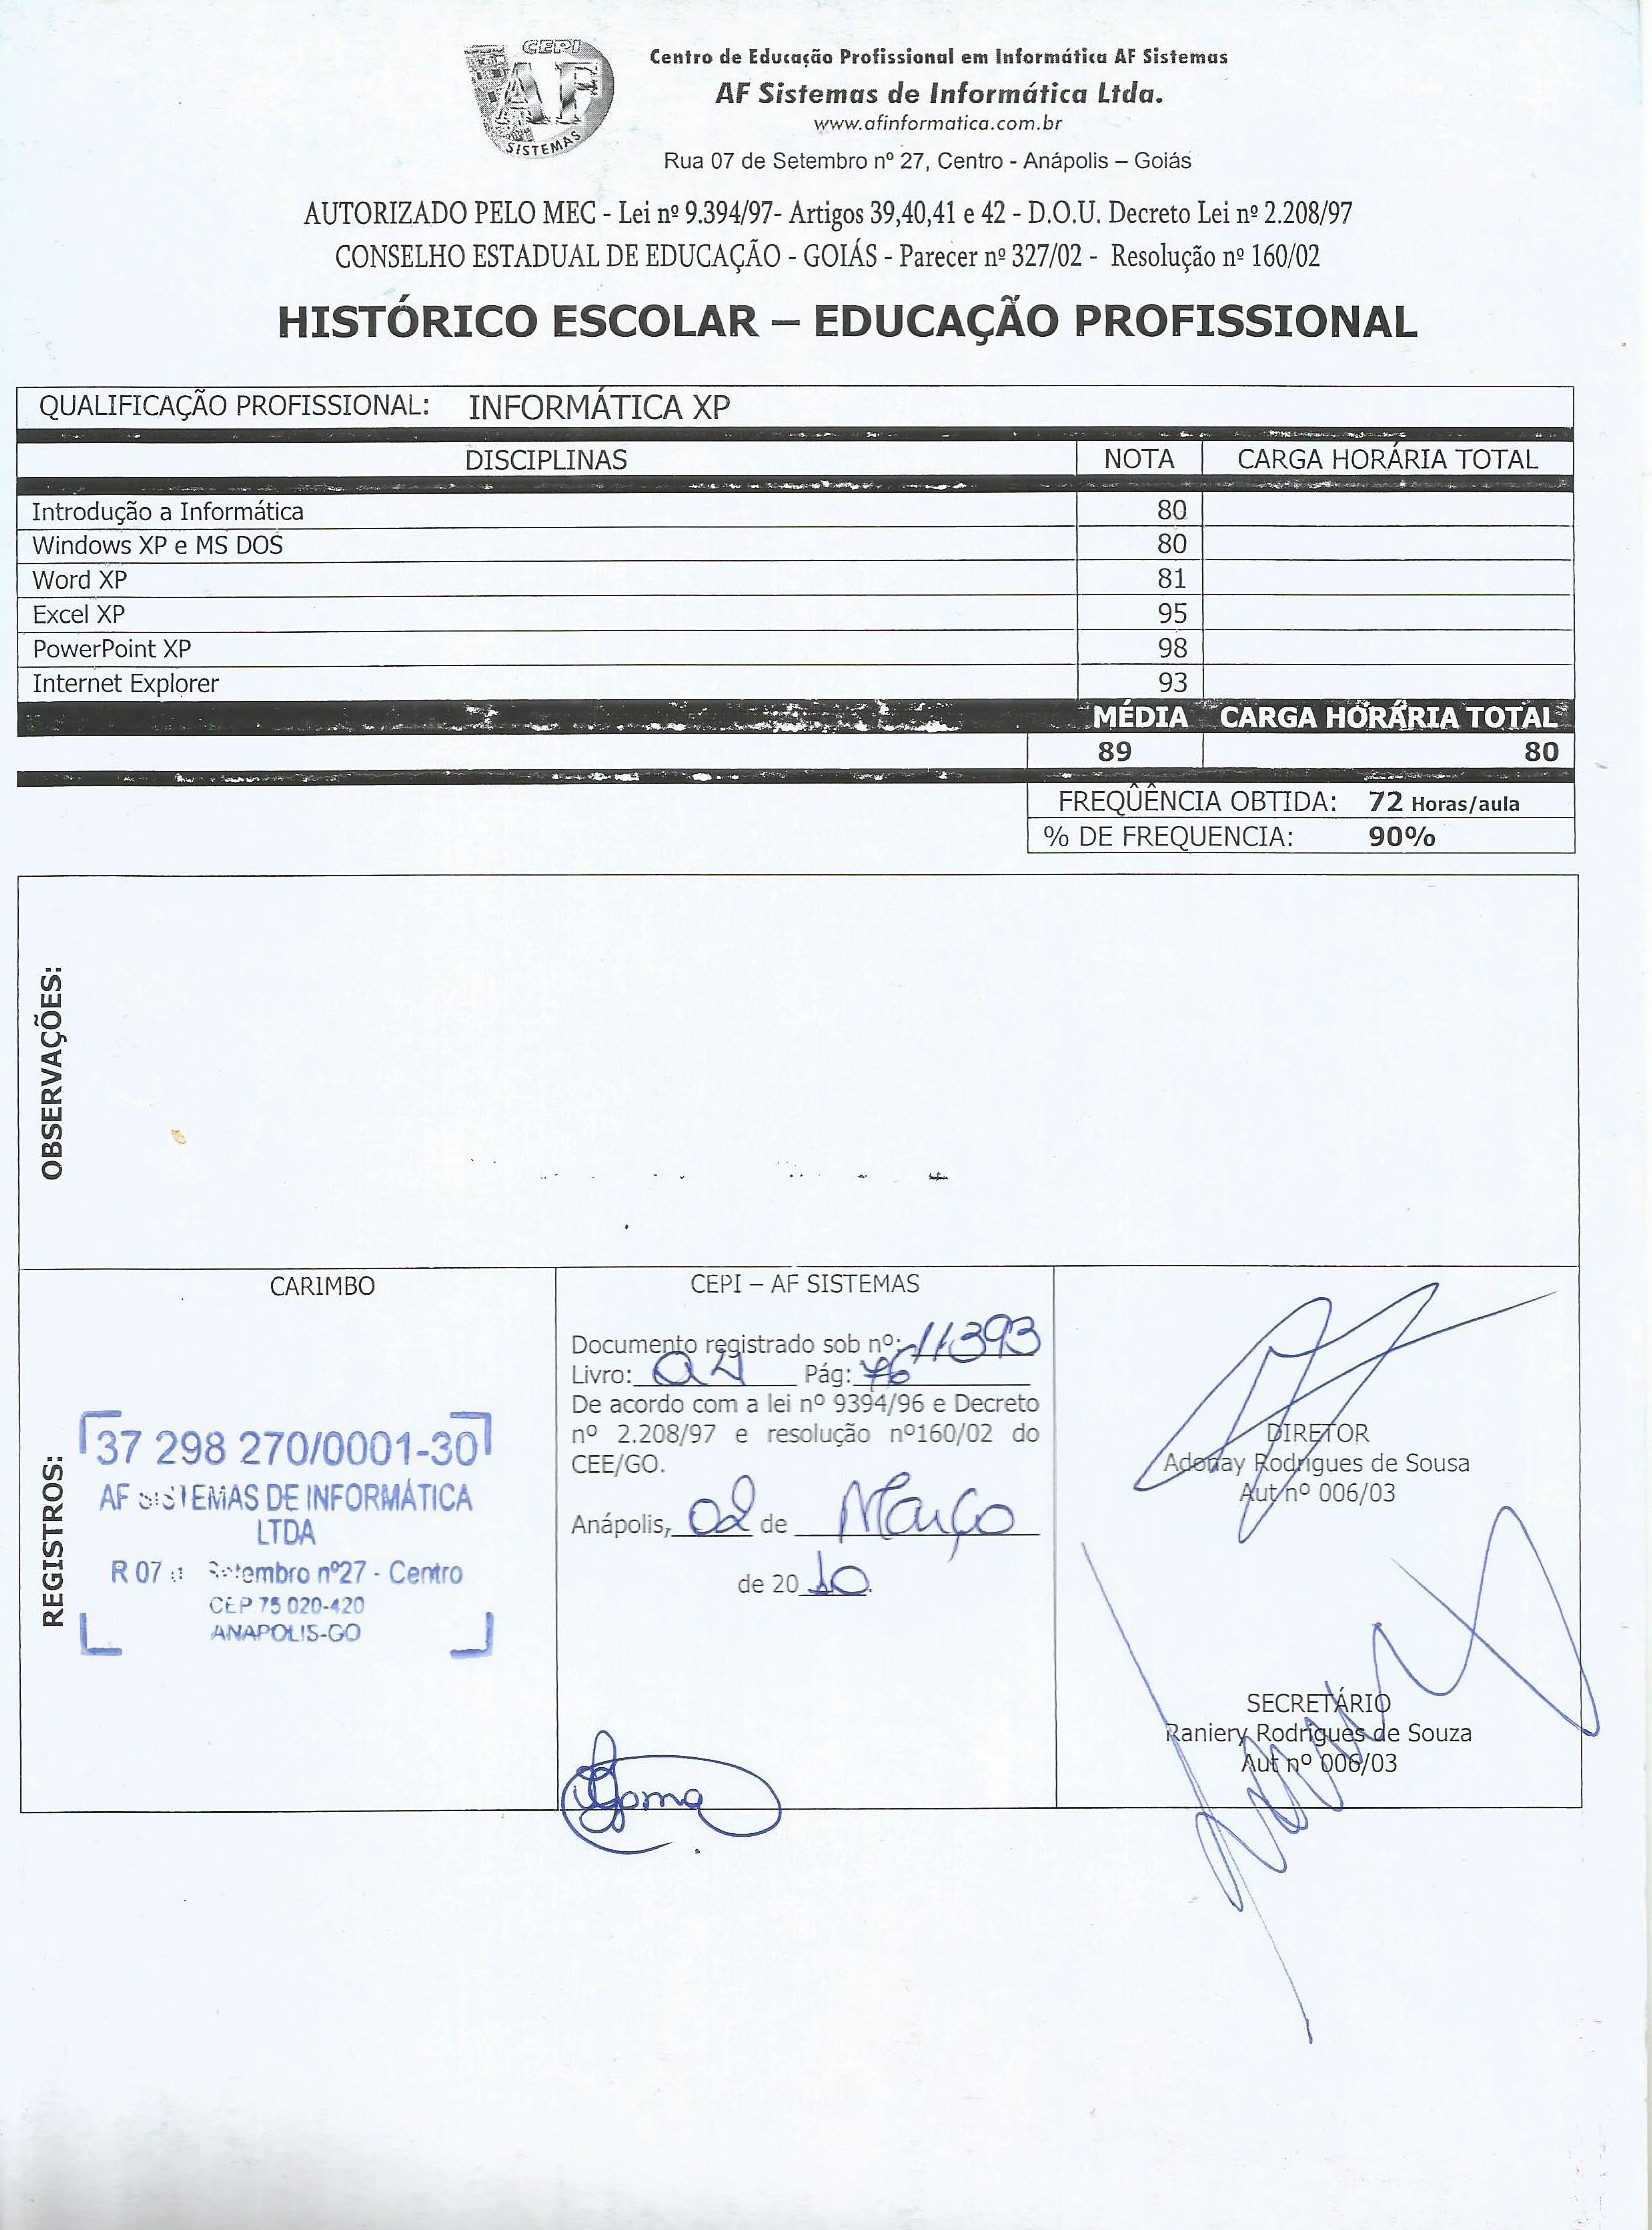 CEPI
AF
SISTEMAS
Centro de Educação Profissional em Informática AF Sistemas
AF Sistemas de Informática Ltda.
www.afinformatica.com.br
Rua 07 de Setembro nº 27, Centro - Anápolis – Goiás
AUTORIZADO PELO MEC - Lei nº 9.394/97- Artigos 39,40,41 e 42 - D.O.U. Decreto Lei nº 2.208/97
CONSELHO ESTADUAL DE EDUCAÇÃO - GOIÁS - Parecer nº 327/02 - Resolução nº 160/02
HISTÓRICO ESCOLAR – EDUCAÇÃO PROFISSIONAL
QUALIFICAÇÃO PROFISSIONAL: INFORMÁTICA XP
DISCIPLINAS NOTA CARGA HORÁRIA TOTAL
Introdução a Informática 80
Windows XP e MS DOS 80
Word XP 81
Excel XP 95
PowerPoint XP 98
Internet Explorer 93
MÉDIA CARGA HORÁRIA TOTAL
89 80
FREQÜÊNCIA OBTIDA: 72 Horas/aula
% DE FREQUENCIA: 90%
OBSERVAÇÕES:
REGISTROS:
CARIMBO
37 298 270/0001-30
AF SISTEMAS DE INFORMÁTICA
LTDA
R 07 Setembro nº27 - Centro
CEP 75 020-420
ANAPOLIS-GO
CEPI – AF SISTEMAS
Documento registrado sob nº: 11393
Livro: 04 Pág: 76
De acordo com a lei nº 9394/96 e Decreto
nº 2.208/97 e resolução nº160/02 do
CEE/GO.
Anápolis, 02 de Março
de 2010.
DIRETOR
Adonay Rodrigues de Sousa
Aut nº 006/03
SECRETÁRIO
Raniery Rodrigues de Souza
Aut nº 006/03